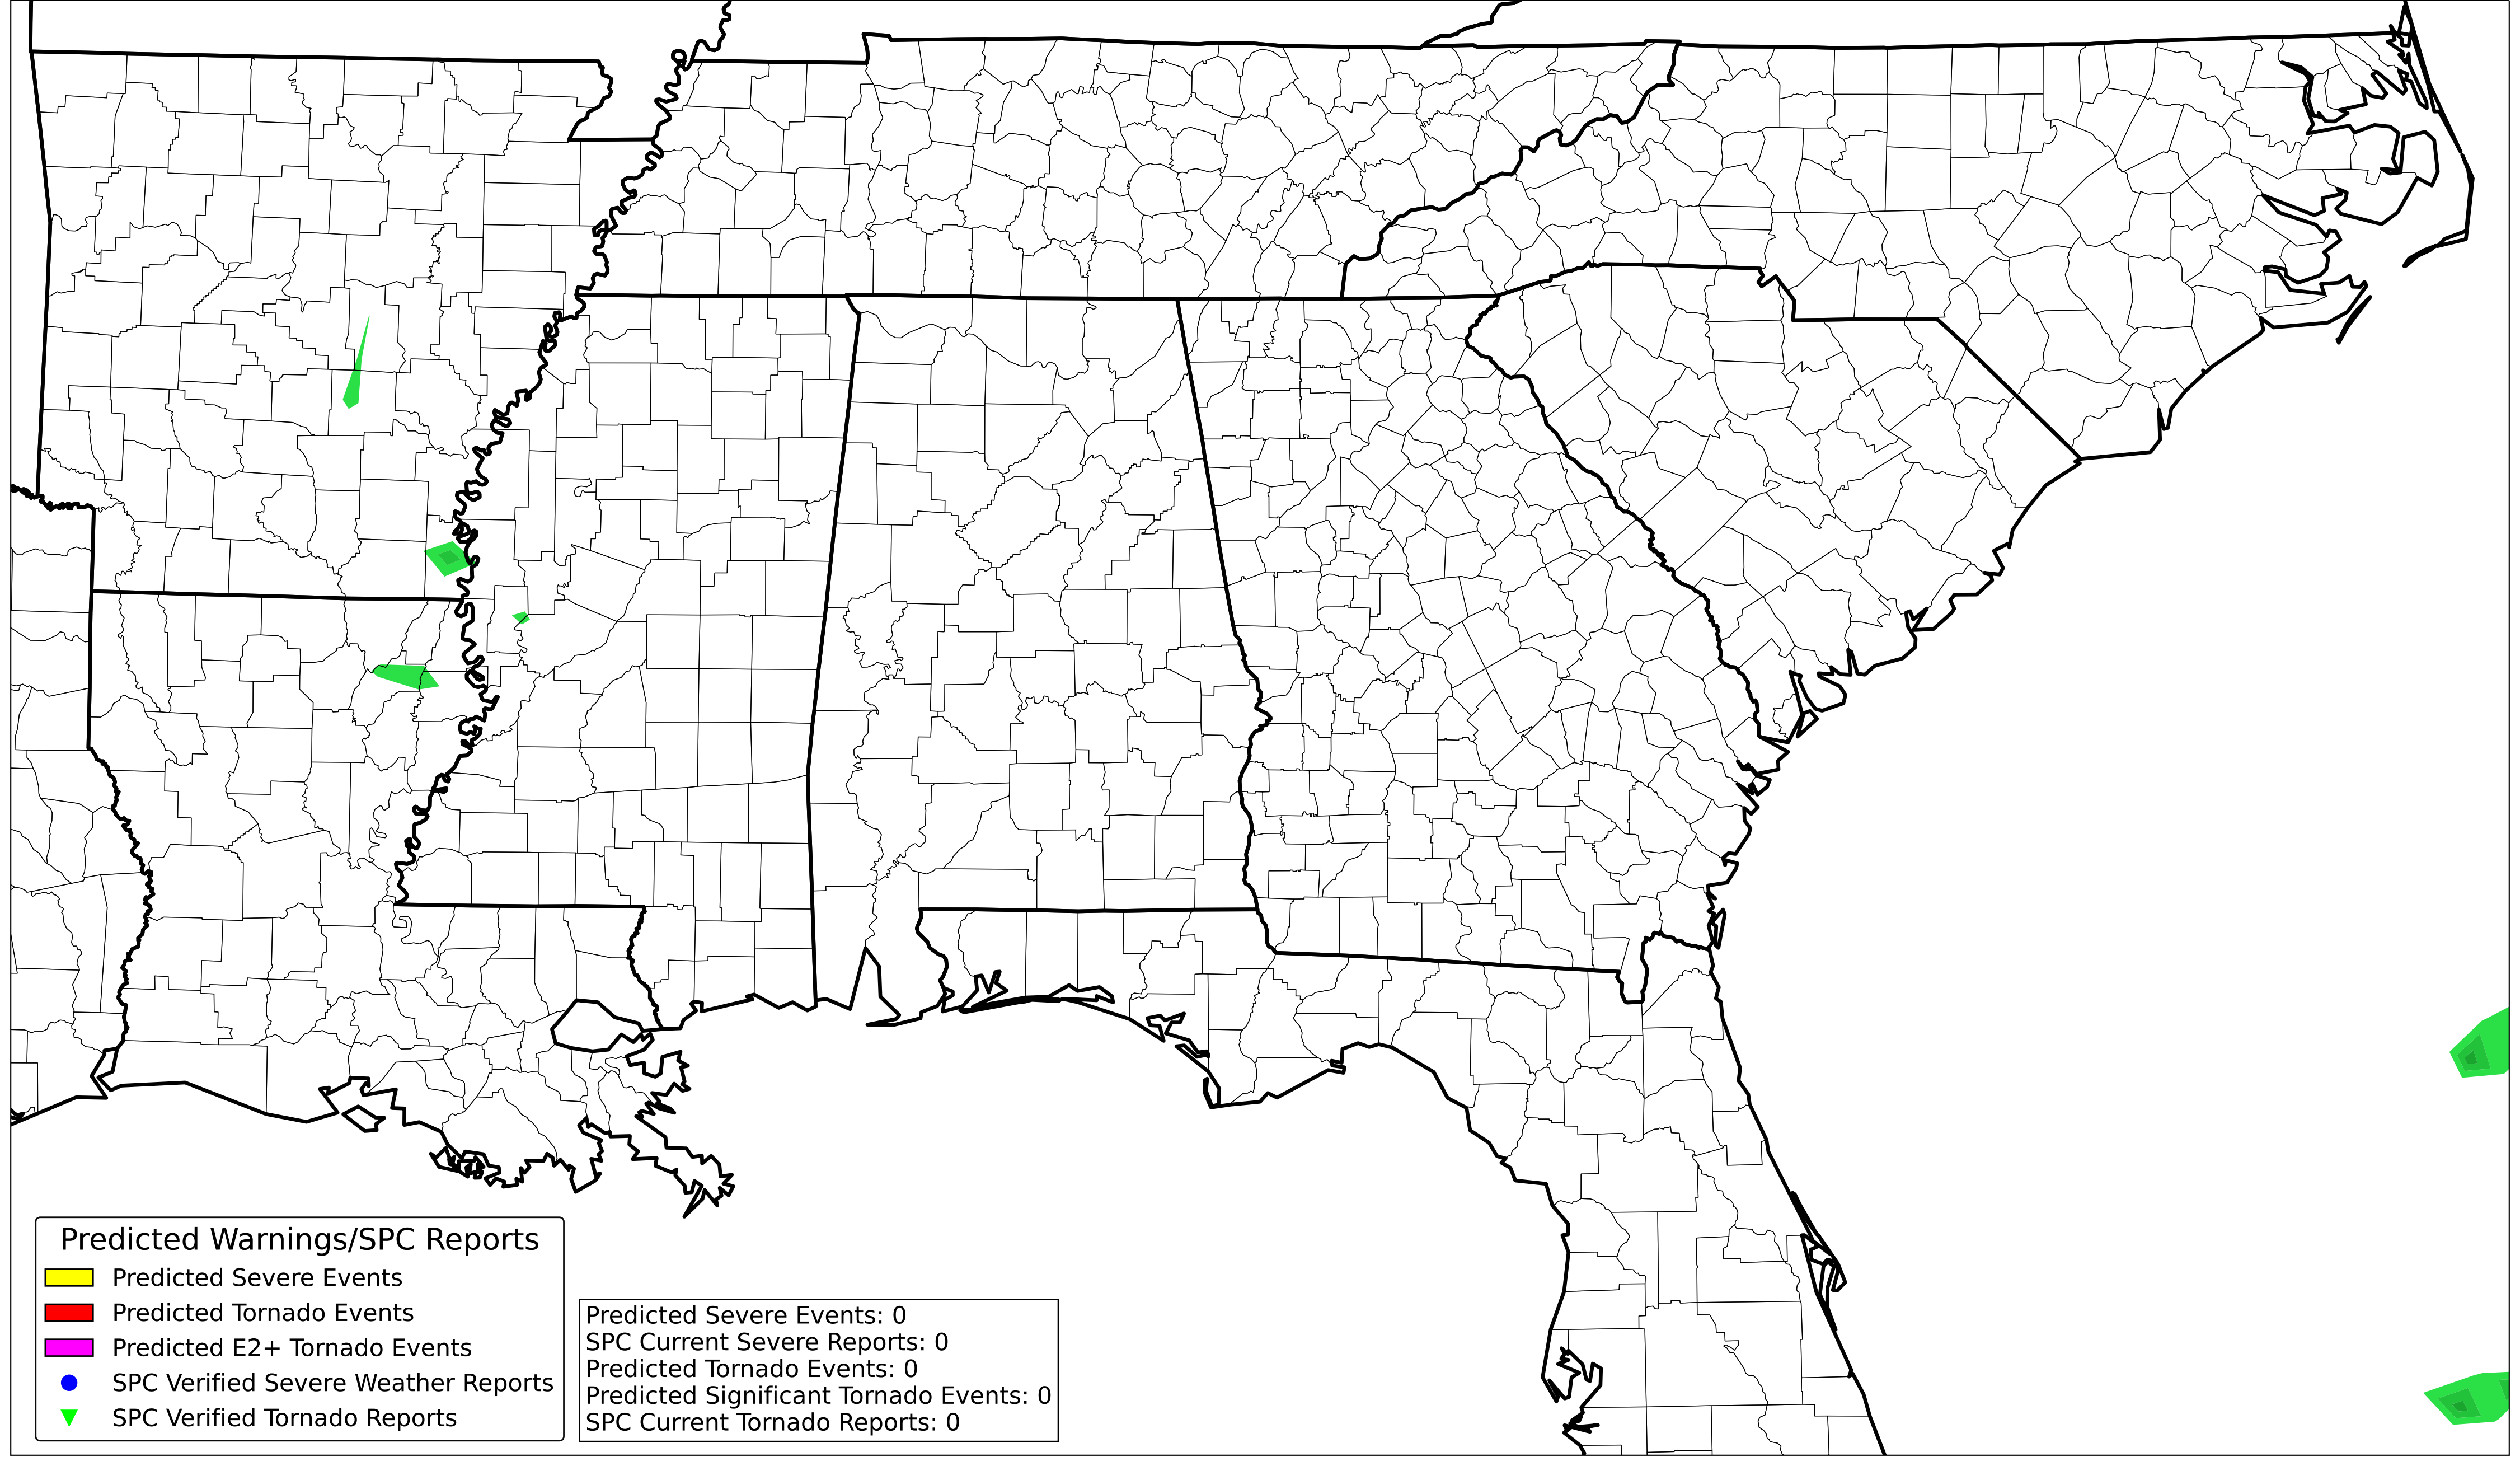 Predicted Warnings/SPC Reports
Predicted Severe Events
Predicted Tornado Events
Predicted E2+ Tornado Events
SPC Verified Severe Weather Reports
SPC Verified Tornado Reports
Predicted Severe Events: 0
SPC Current Severe Reports: 0
Predicted Tornado Events: 0
Predicted Significant Tornado Events: 0
SPC Current Tornado Reports: 0